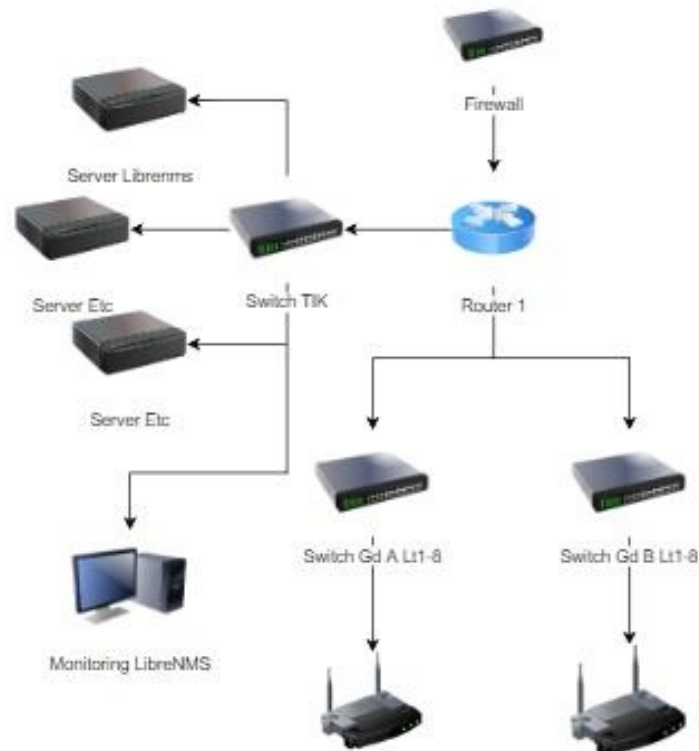 Firewall
Server Librenms
Server Etc
Switch TIK
Router 1
Server Etc
Switch Gd A Lt1-8
Switch Gd B Lt1-8
Monitoring LibreNMS